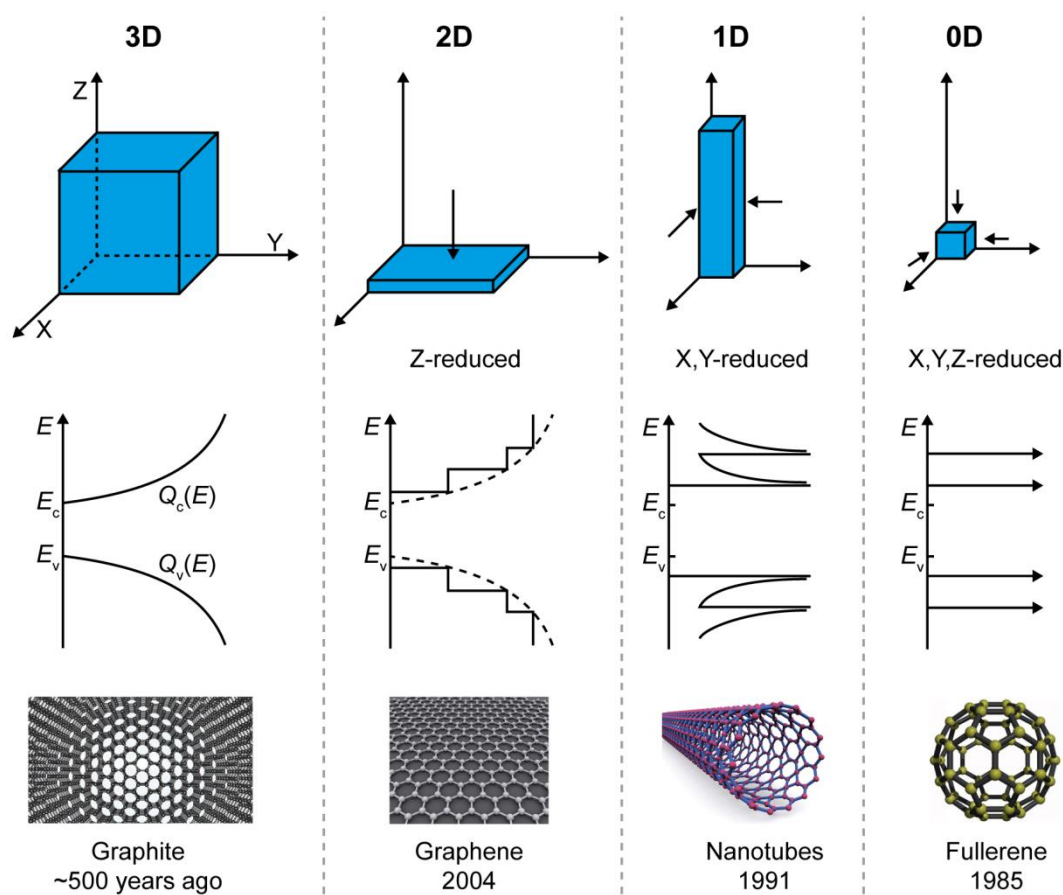 3D
2D
1D
0D
Z
Y
X
Z-reduced
X,Y-reduced
X,Y,Z-reduced
E
Ec
Qc(E)
Ev
Qv(E)
E
Ec
Ev
E
Ec
Ev
E
Ec
Ev
Graphite
~500 years ago
Graphene
2004
Nanotubes
1991
Fullerene
1985